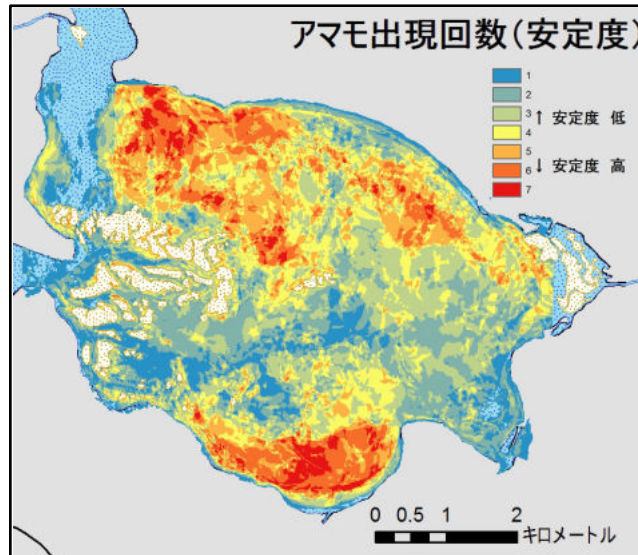 アマモ出現回数(安定度)
1
2
3 ↑ 安定度 低
4
5
6 ↓ 安定度 高
7
0 0.5 1 2
キロメートル